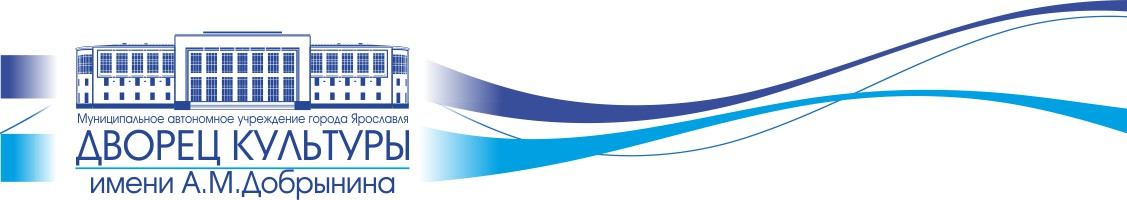 Муниципальное автономное учреждение города Ярославля
ДВОРЕЦ КУЛЬТУРЫ
имени А.М.Добрынина